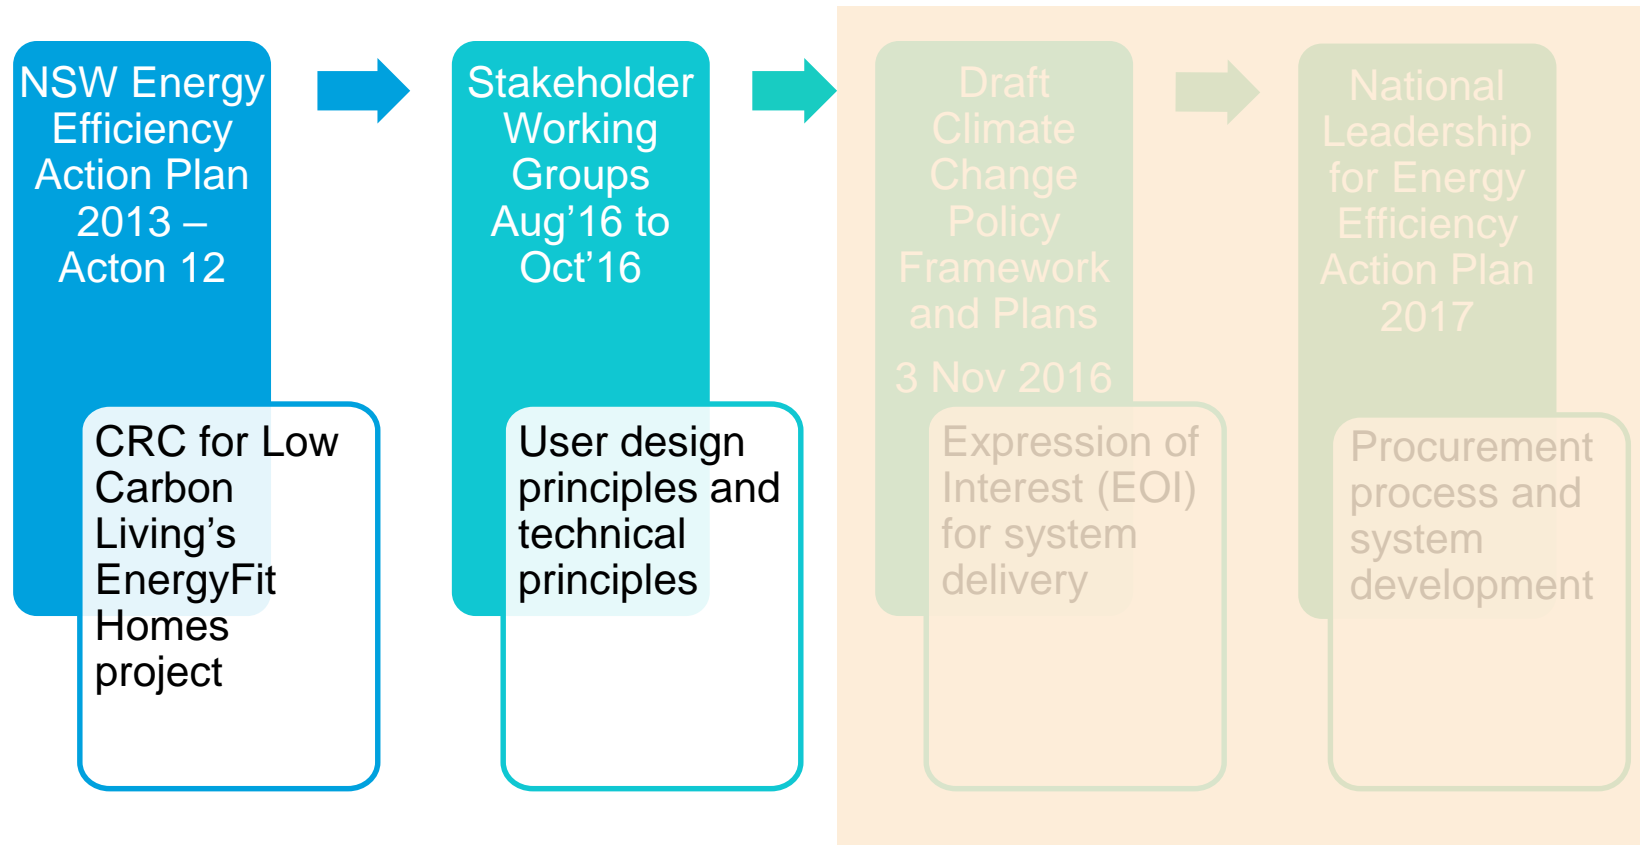 NSW Energy
Efficiency
Action Plan
2013 –
Acton 12
CRC for Low
Carbon
Living’s
EnergyFit
Homes
project
Stakeholder
Working
Groups
Aug’16 to
Oct’16
User design
principles and
technical
principles
Draft
Climate
Change
Policy
Framework
and Plans
3 Nov 2016
Expression of
Interest (EOI)
for system
delivery
National
Leadership
for Energy
Efficiency
Action Plan
2017
Procurement
process and
system
development